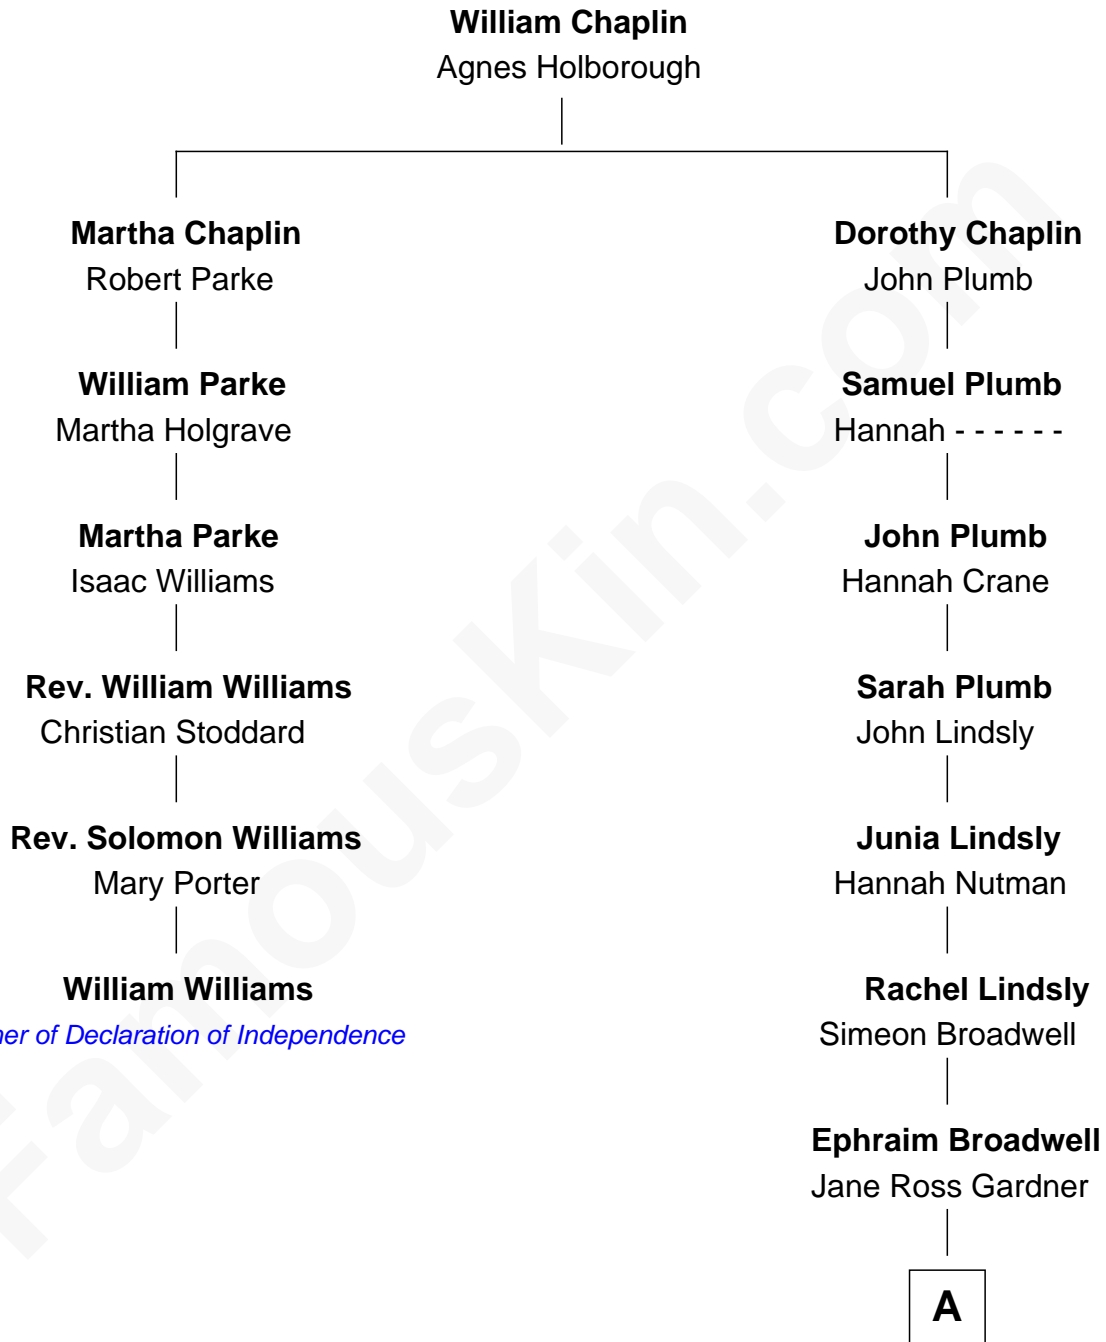 William Chaplin
Agnes Holborough
Martha Chaplin
Robert Parke
Dorothy Chaplin
John Plumb
William Parke
Martha Holgrave
Samuel Plumb
Hannah - - - - - -
Martha Parke
Isaac Williams
John Plumb
Hannah Crane
Rev. William Williams
Christian Stoddard
Sarah Plumb
John Lindsly
Rev. Solomon Williams
Mary Porter
Junia Lindsly
Hannah Nutman
William Williams
ner of Declaration of Independence
Rachel Lindsly
Simeon Broadwell
Ephraim Broadwell
Jane Ross Gardner
A
FamousKin.com